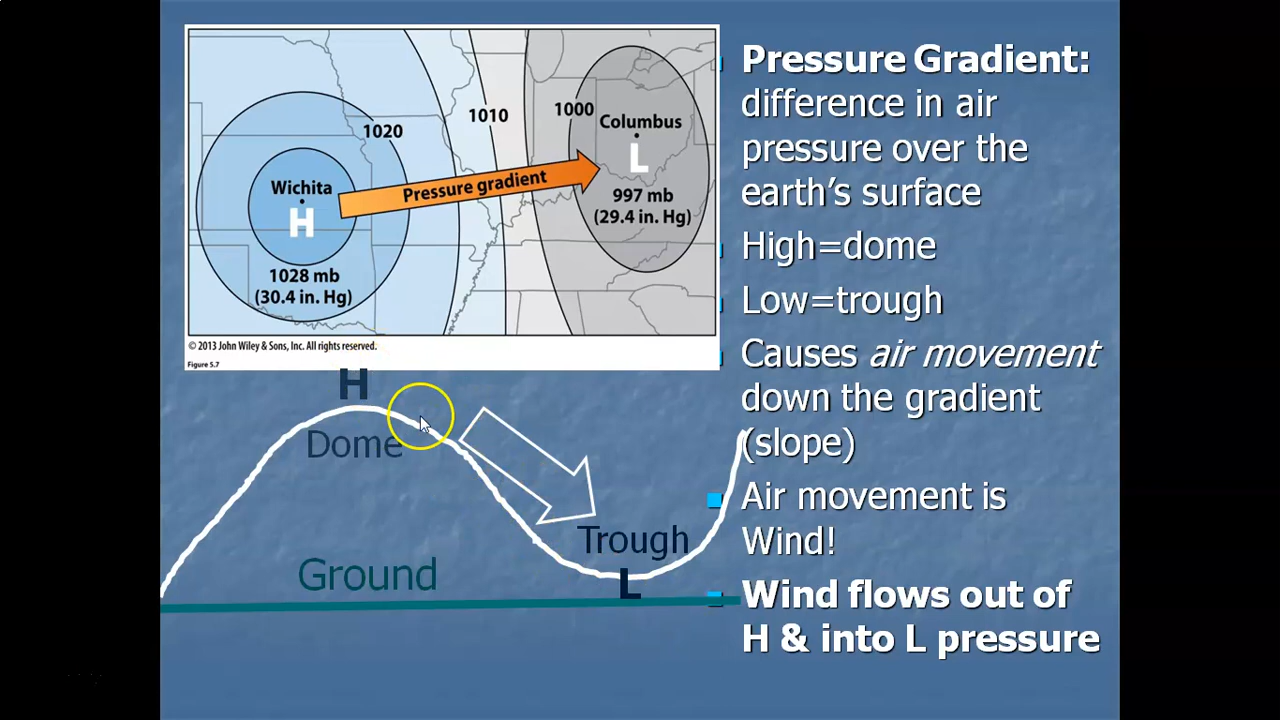 1020
1010
1000
Columbus
L
997 mb
(29.4 in. Hg)
Pressure gradient
Wichita
H
1028 mb
(30.4 in. Hg)
© 2013 John Wiley & Sons, Inc. All rights reserved.
Figure 5.7
H
Dome
Trough
L
Ground
Pressure Gradient:
difference in air
pressure over the
earth’s surface
High=dome
Low=trough
Causes air movement
down the gradient
(slope)
Air movement is
Wind!
Wind flows out of
H & into L pressure